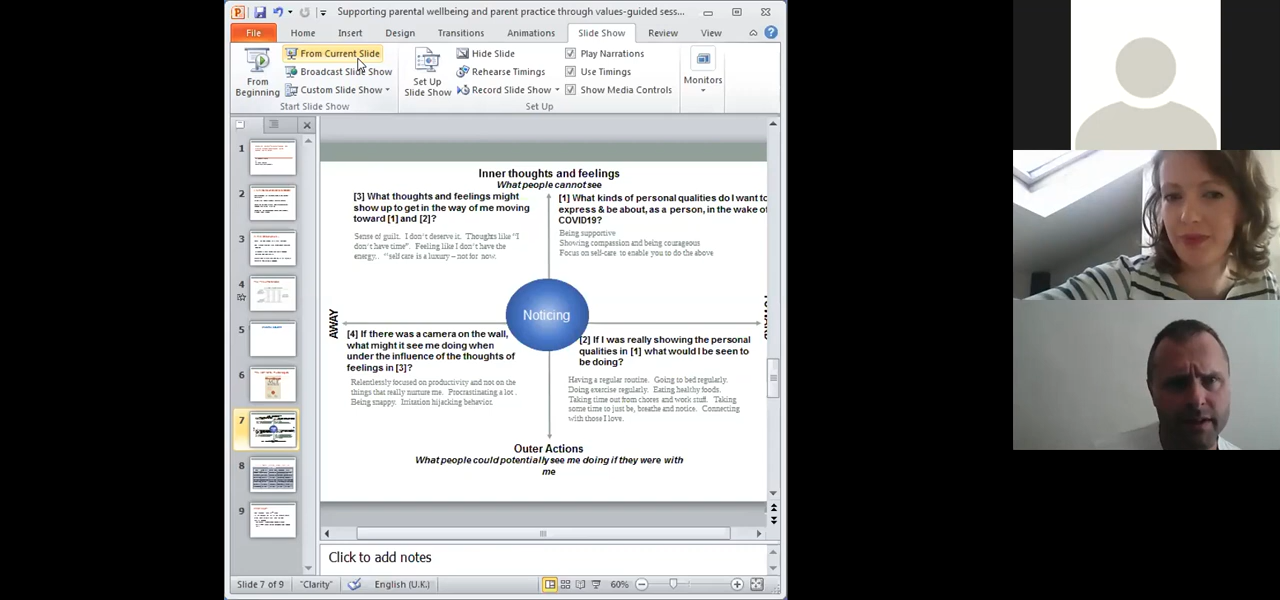 Supporting parental wellbeing and parent practice through values-guided sess...
File
Home
Insert
Design
Transitions
Animations
Slide Show
Review
View
From Beginning
From Current Slide
Broadcast Slide Show
Custom Slide Show
Start Slide Show
Set Up
Slide Show
Hide Slide
Rehearse Timings
Record Slide Show
Play Narrations
Use Timings
Show Media Controls
Set Up
Monitors
1
2
3
4
5
6
7
8
9
Inner thoughts and feelings
What people cannot see
[3] What thoughts and feelings might
show up to get in the way of me moving
toward [1] and [2]?
Sense of guilt. I don't deserve it. Thoughts like "I
don't have time". Feeling like I don't have the
energy.. "self care is a luxury – not for now.
[1] What kinds of personal qualities do I want to
express & be about, as a person, in the wake of
COVID19?
Being supportive
Showing compassion and being courageous
Focus on self-care to enable you to do the above
AWAY
Noticing
[4] If there was a camera on the wall,
what might it see me doing when
under the influence of the thoughts of
feelings in [3]?
Relentlessly focused on productivity and not on the
things that really nurture me. Procrastinating a lot.
Being snappy. Irritation hijacking behavior.
[2] If I was really showing the personal
qualities in [1] what would I be seen to
be doing?
Having a regular routine. Going to bed regularly.
Doing exercise regularly. Eating healthy foods.
Taking time out from chores and work stuff. Taking
some time to just be, breathe and notice. Connecting
with those I love.
Outer Actions
What people could potentially see me doing if they were with
me
Click to add notes
Slide 7 of 9
"Clarity"
English (U.K.)
60%